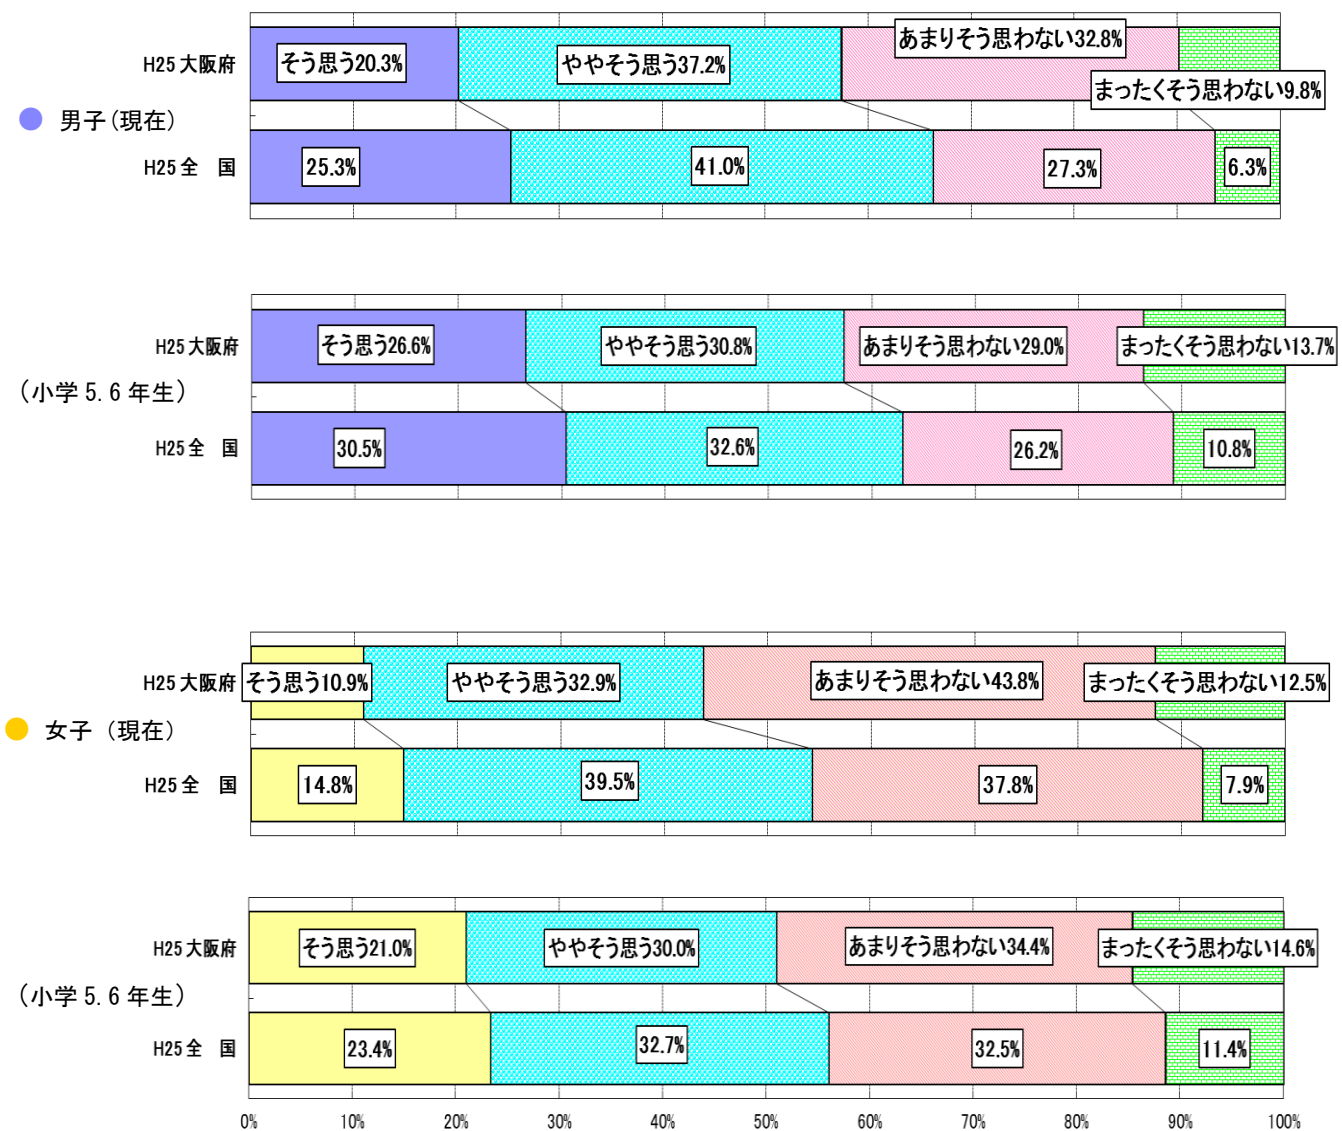 H25 大阪府 そう思う20.3% ややそう思う37.2% あまりそう思わない32.8%
まったくそう思わない9.8%
● 男子(現在)
H25 全　国 25.3% 41.0% 27.3% 6.3%
H25 大阪府 そう思う26.6% ややそう思う30.8% あまりそう思わない29.0% まったくそう思わない13.7%
(小学 5.6 年生)
H25 全　国 30.5% 32.6% 26.2% 10.8%
H25 大阪府 そう思う10.9% ややそう思う32.9% あまりそう思わない43.8% まったくそう思わない12.5%
● 女子 (現在)
H25 全　国 14.8% 39.5% 37.8% 7.9%
H25 大阪府 そう思う21.0% ややそう思う30.0% あまりそう思わない34.4% まったくそう思わない14.6%
(小学 5.6 年生)
H25 全　国 23.4% 32.7% 32.5% 11.4%
0% 10% 20% 30% 40% 50% 60% 70% 80% 90% 100%